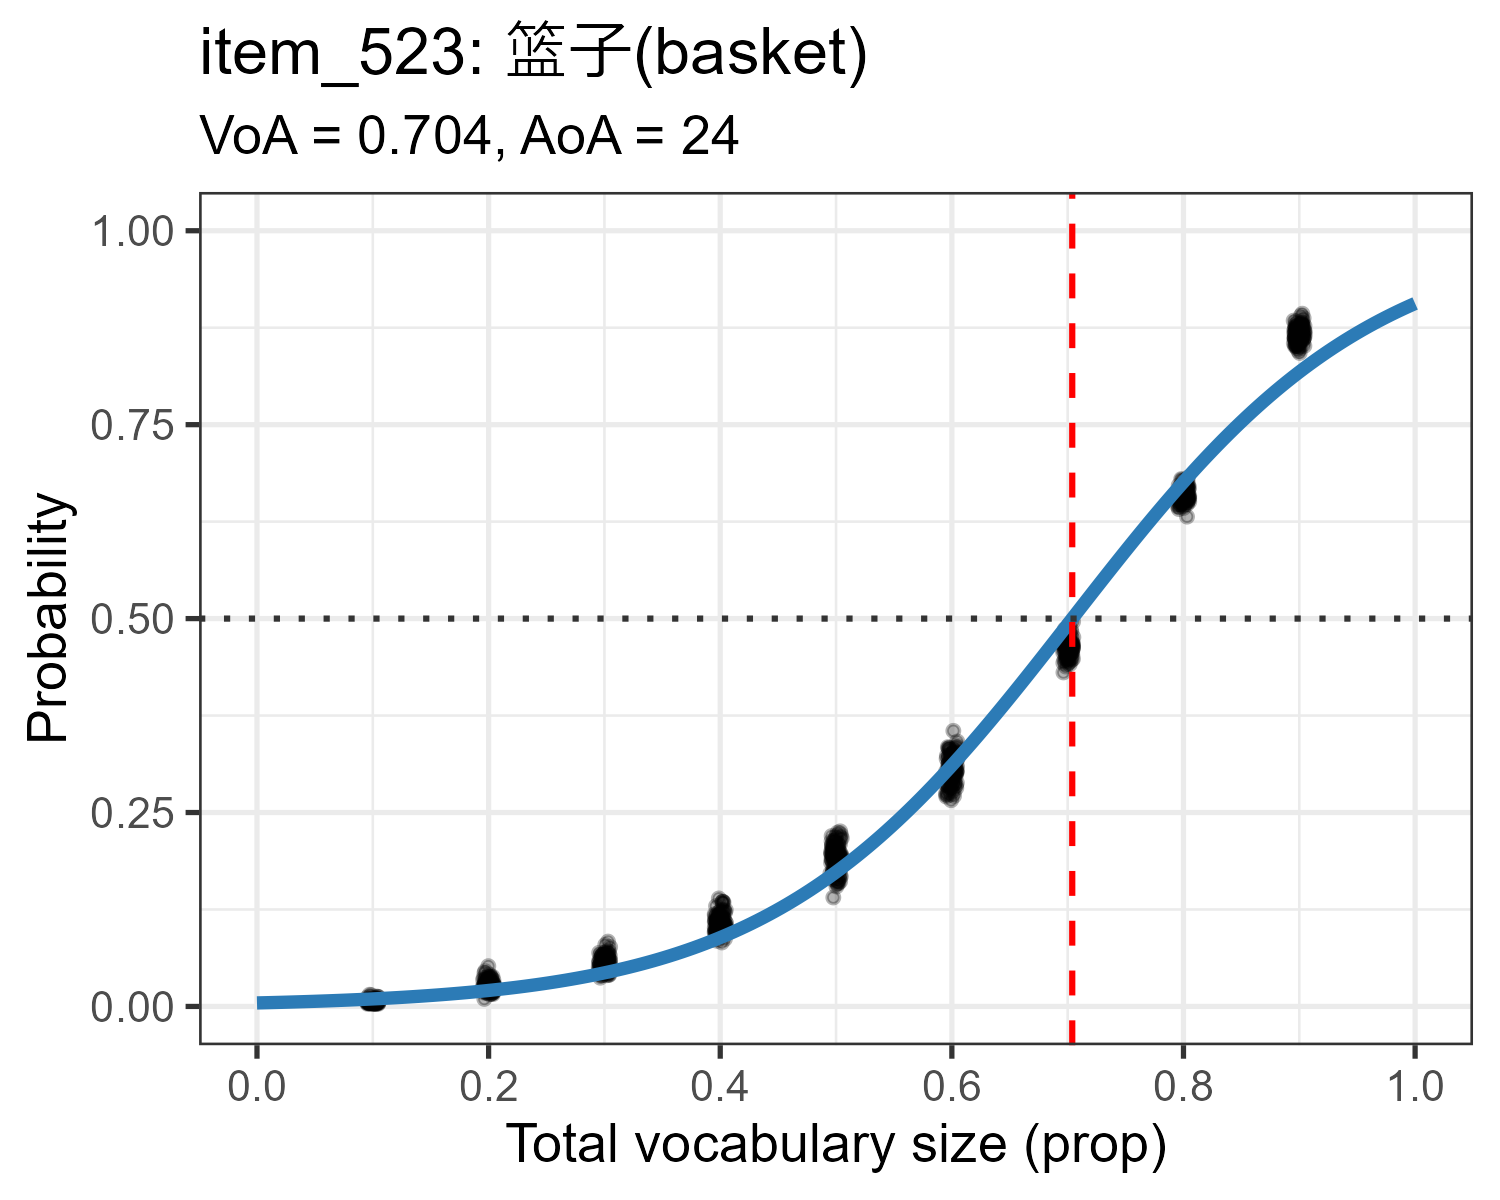 item_523: 篮子(basket)
VoA = 0.704, AoA = 24
1.00
0.75
0.50
0.25
0.00
Probability
0.0 0.2 0.4 0.6 0.8 1.0
Total vocabulary size (prop)